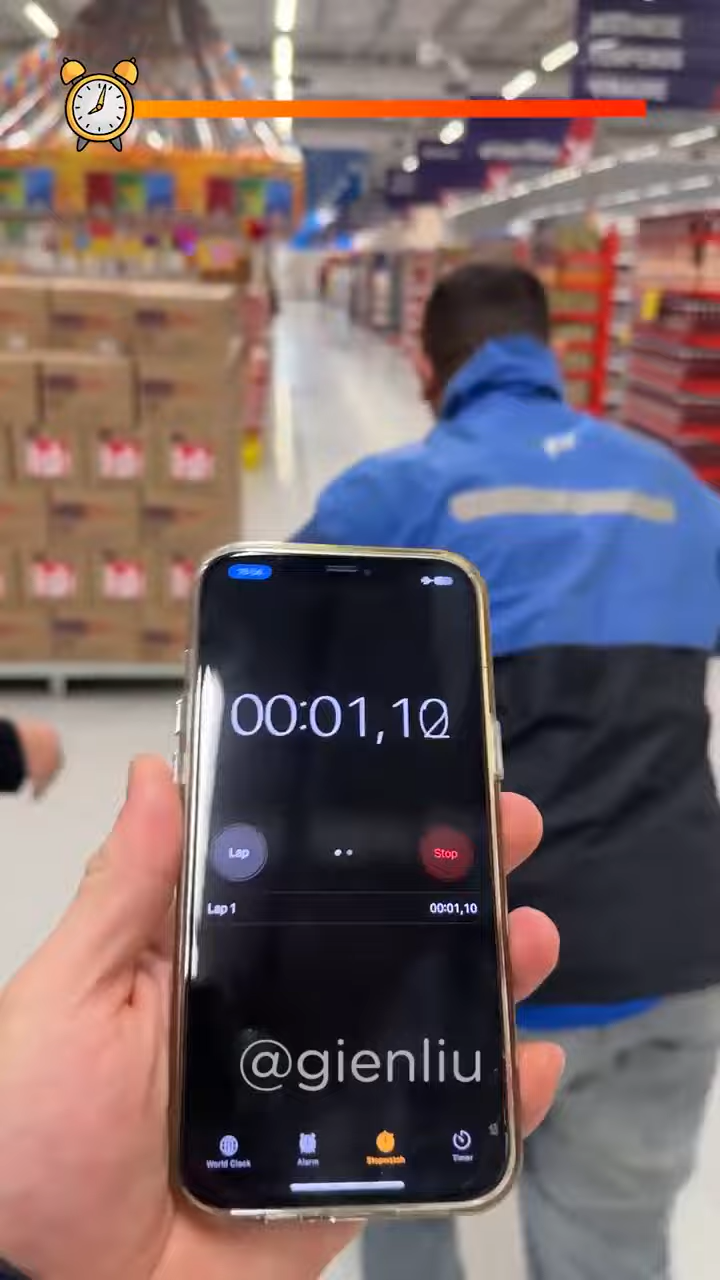 00:01,10
Lap
Stop
Lap 1
00:01,10
@gienliu
World Clock
Alarm
Stopwatch
Timer